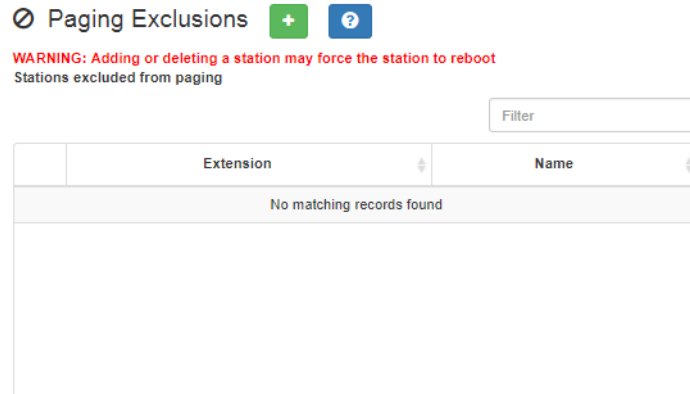 Paging Exclusions
WARNING: Adding or deleting a station may force the station to reboot
Stations excluded from paging
Filter
Extension Name
No matching records found